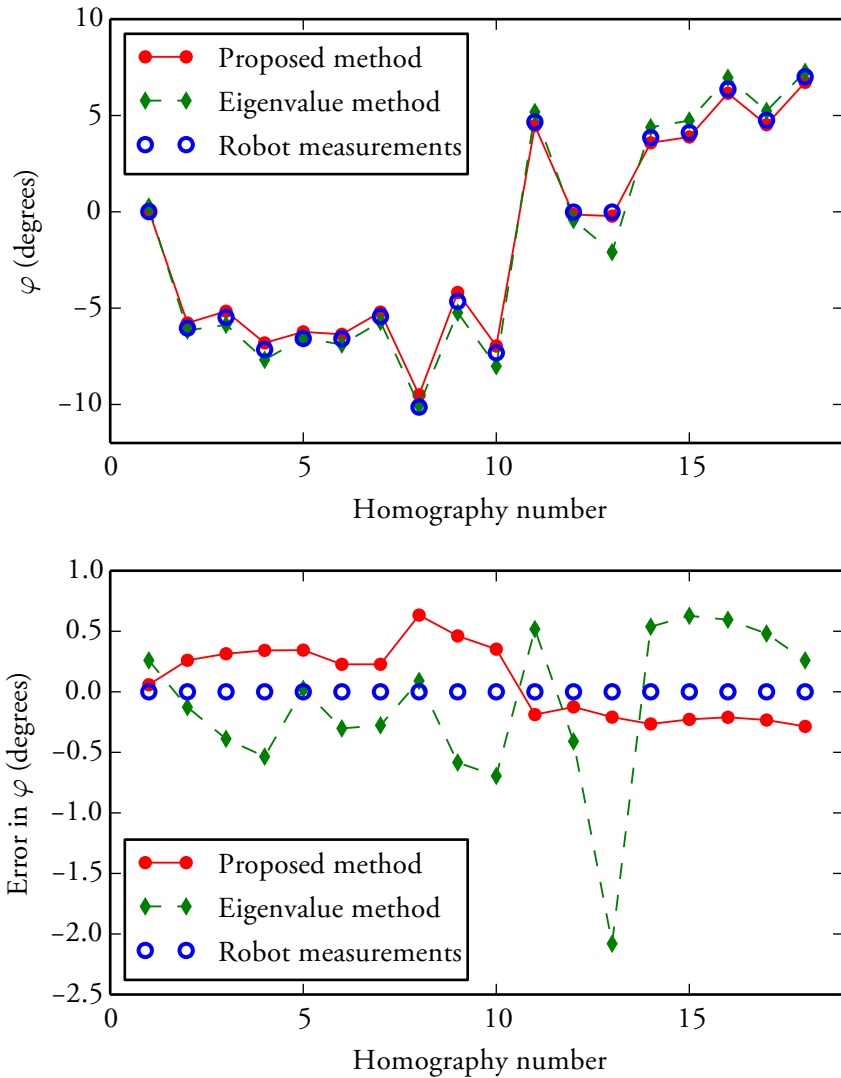 10
5
0
−5
−10
φ (degrees)
Proposed method
Eigenvalue method
Robot measurements
0 5 10 15
Homography number
1.0
0.5
0.0
−0.5
−1.0
−1.5
−2.0
−2.5
Error in φ (degrees)
Proposed method
Eigenvalue method
Robot measurements
0 5 10 15
Homography number